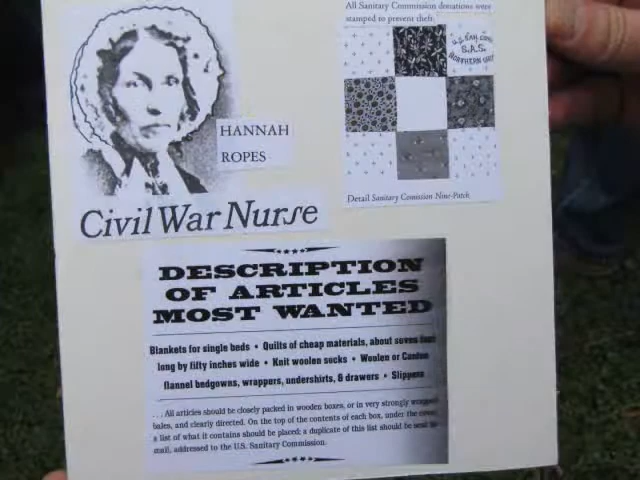 HANNAH
ROPES
Civil War Nurse
All Sanitary Commission donations were
stamped to prevent theft.
S.A.S.
Detail Sanitary Comission Nine-Patch
DESCRIPTION
OF ARTICLES
MOST WANTED
Blankets for single beds • Quilts of cheap materials, about seven feet
long by fifty inches wide • Knit woolen socks • Woolen or Canton
flannel bedgowns, wrappers, undershirts, & drawers • Slippers
. . . All articles should be closely packed in wooden boxes, or in very strongly wrapped
bales, and clearly directed. On the top of the contents of each box, under the cover,
a list of what it contains should be placed; a duplicate of this list should be sent by
mail, addressed to the U.S. Sanitary Commission.